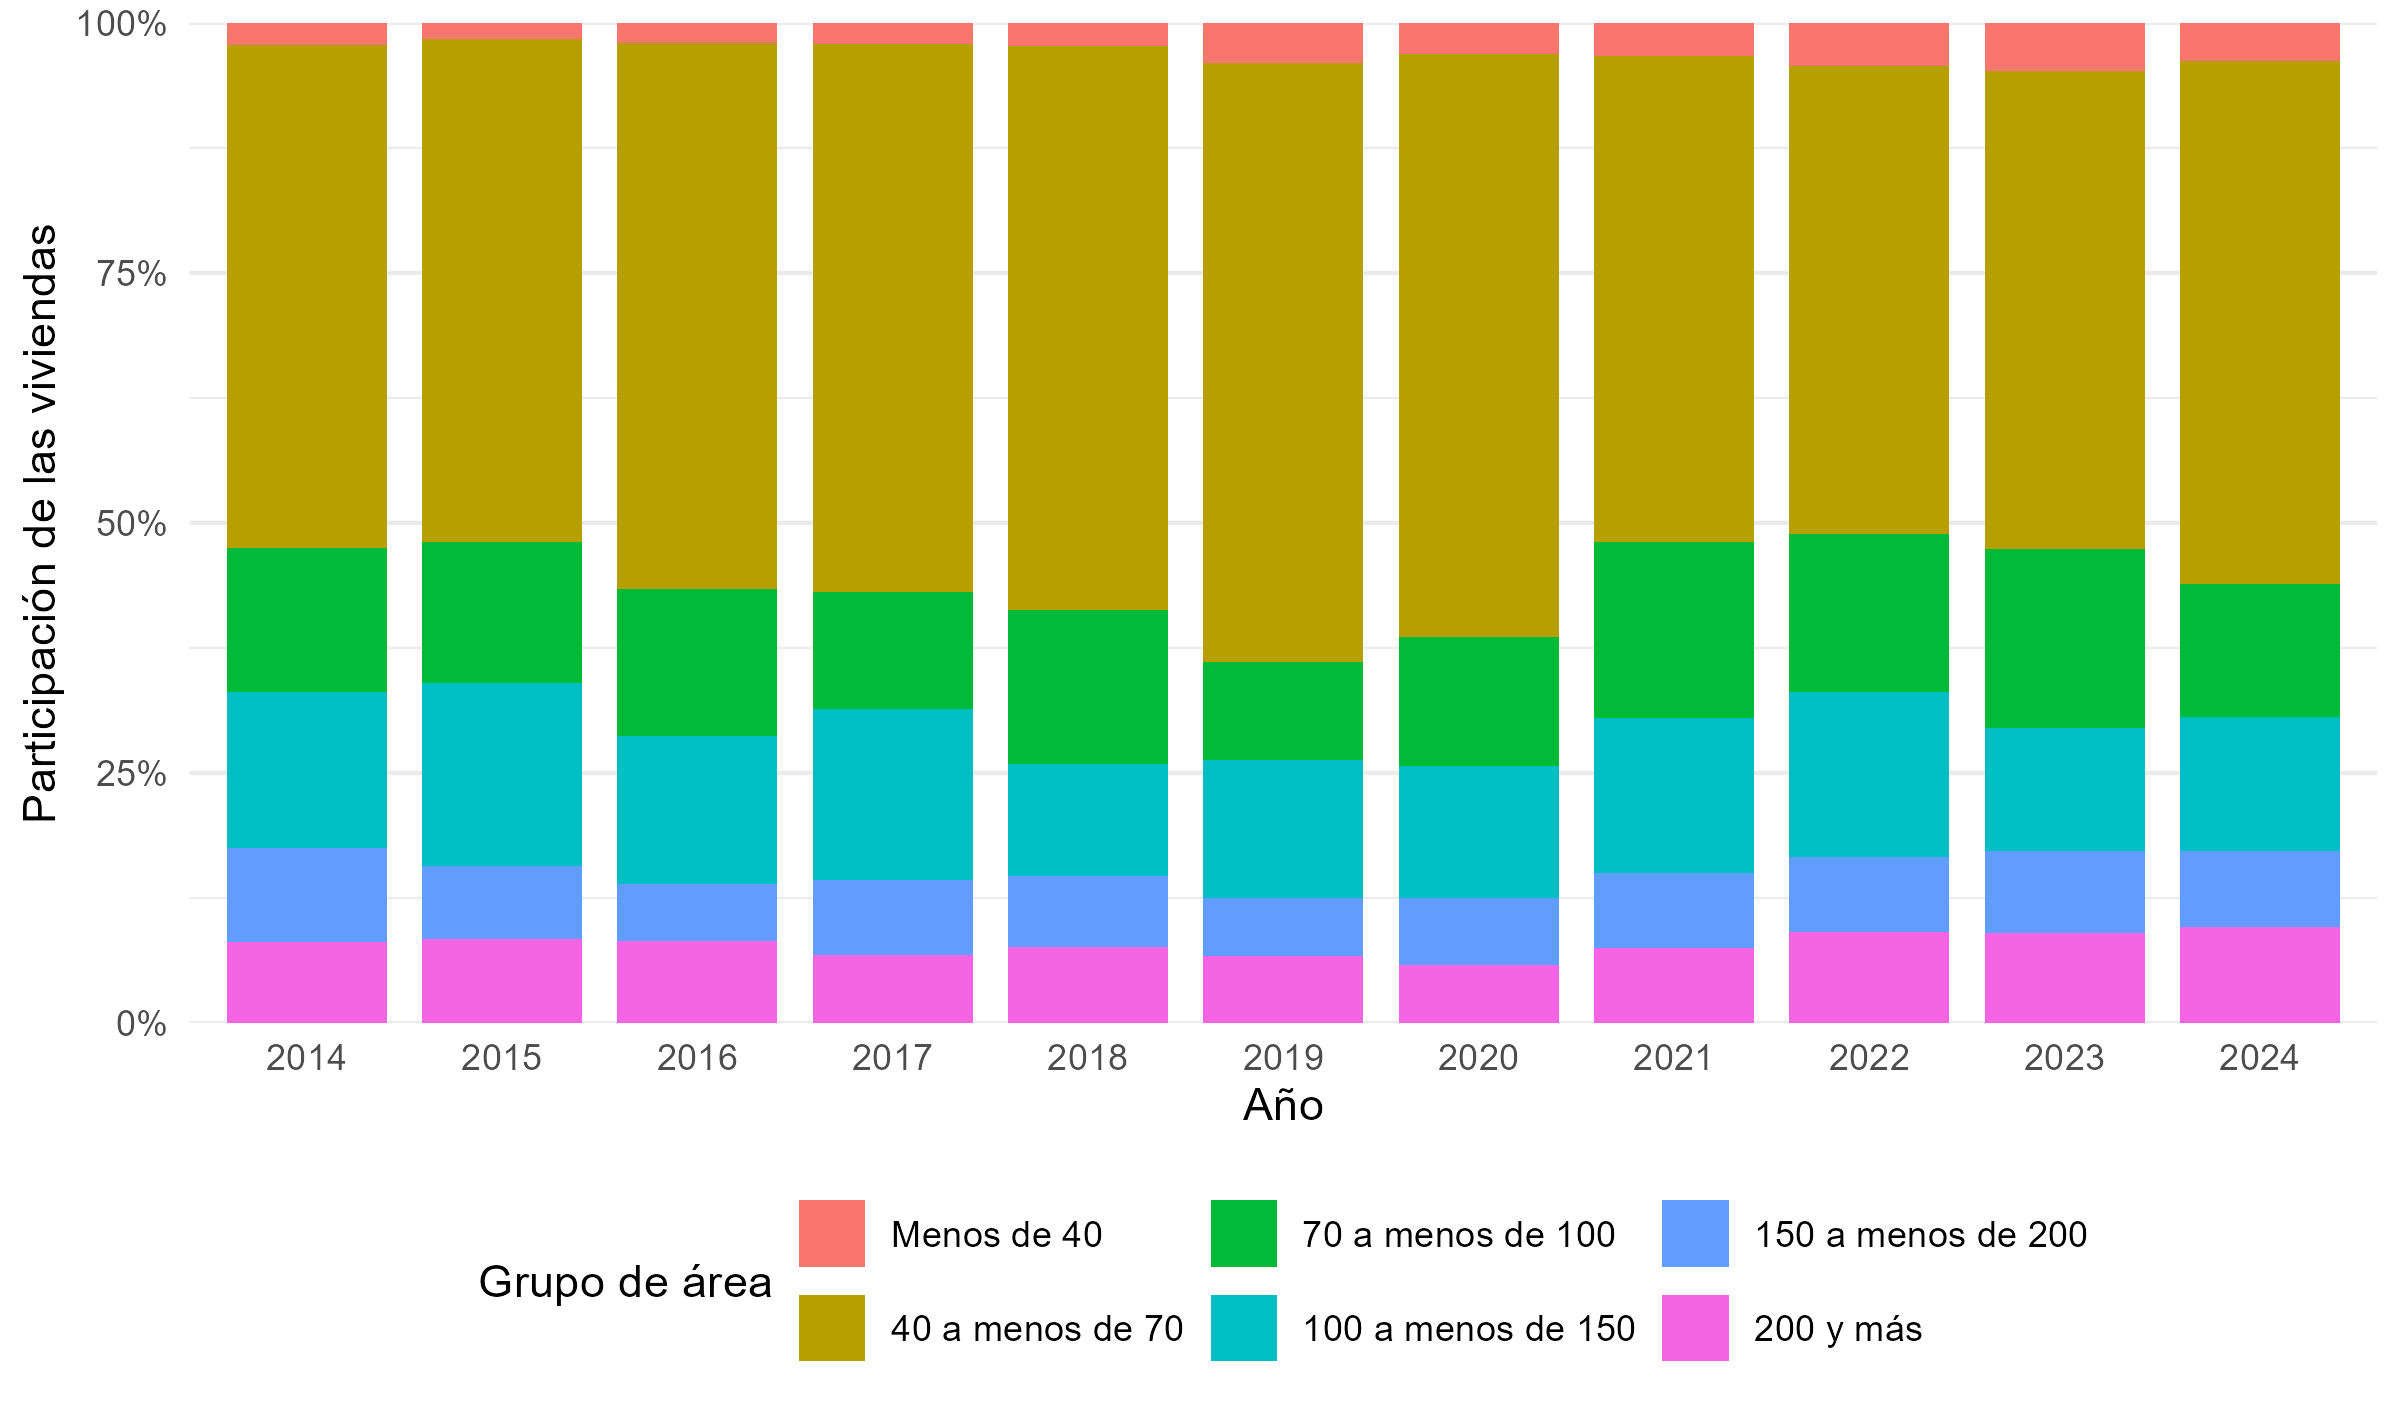 Participación de las viviendas
100%
75%
50%
25%
0%
2014 2015 2016 2017 2018 2019 2020 2021 2022 2023 2024
Año
Grupo de área
Menos de 40
40 a menos de 70
70 a menos de 100
100 a menos de 150
150 a menos de 200
200 y más